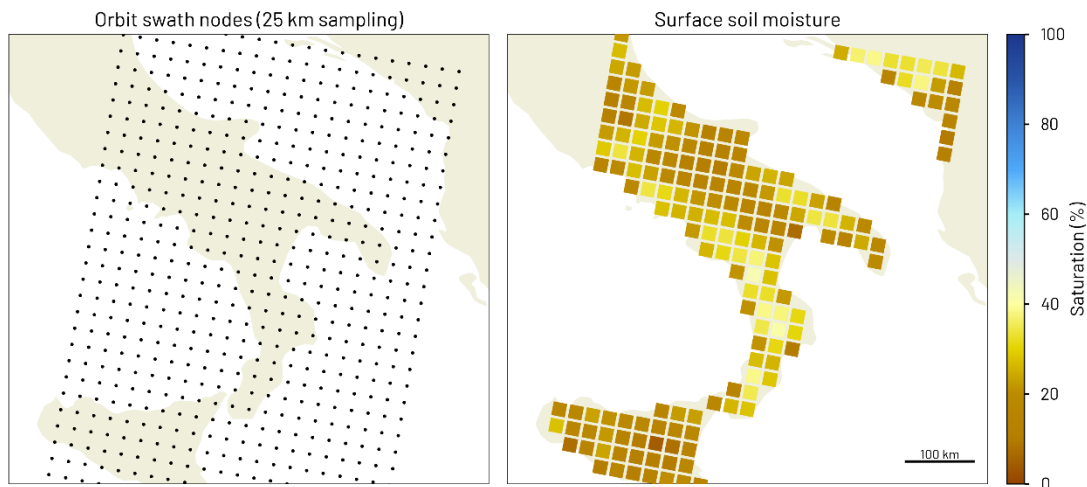 Orbit swath nodes (25 km sampling)
Surface soil moisture
100
80
60
40
20
0
Saturation (%)
100 km